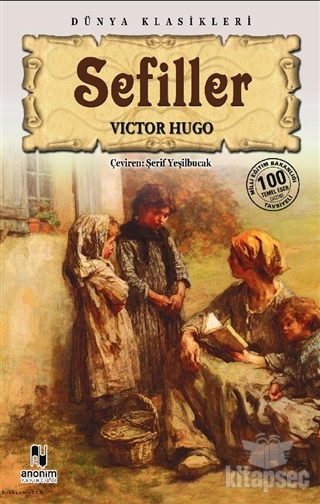 DÜNYA KLASİKLERİ
Sefiller
VICTOR HUGO
Çeviren: Şerif Yeşilbucak
MİLLİ EĞİTİM BAKANLIĞI
100
TEMEL ESER
TAVSİYELİ
anonim
YAYINCILIK
kitapseç